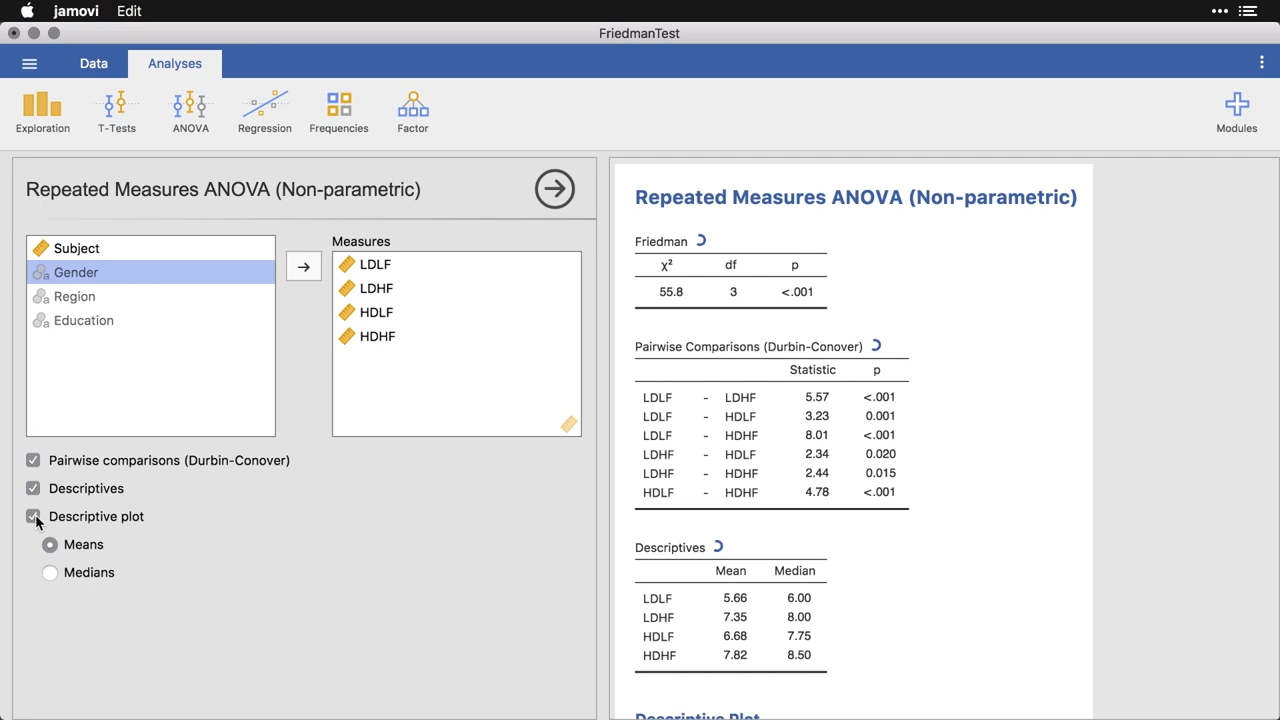 jamovi Edit
FriedmanTest
Data Analyses
Exploration T-Tests ANOVA Regression Frequencies Factor Modules
Repeated Measures ANOVA (Non-parametric)
Subject
Gender
Region
Education
Measures
LDLF
LDHF
HDLF
HDHF
Pairwise comparisons (Durbin-Conover)
Descriptives
Descriptive plot
Means
Medians
Repeated Measures ANOVA (Non-parametric)
Friedman
χ² df p
55.8 3 <.001
Pairwise Comparisons (Durbin-Conover)
Statistic p
LDLF - LDHF 5.57 <.001
LDLF - HDLF 3.23 0.001
LDLF - HDHF 8.01 <.001
LDHF - HDLF 2.34 0.020
LDHF - HDHF 2.44 0.015
HDLF - HDHF 4.78 <.001
Descriptives
Mean Median
LDLF 5.66 6.00
LDHF 7.35 8.00
HDLF 6.68 7.75
HDHF 7.82 8.50
Descriptive Plot